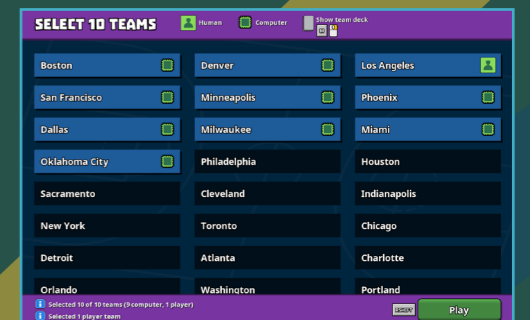 SELECT 10 TEAMS Human Computer Show team deck
Boston Denver Los Angeles
San Francisco Minneapolis Phoenix
Dallas Milwaukee Miami
Oklahoma City Philadelphia Houston
Sacramento Cleveland Indianapolis
New York Toronto Chicago
Detroit Atlanta Charlotte
Orlando Washington Portland
Selected 10 of 10 teams (9 computer, 1 player)
Selected 1 player team
Play